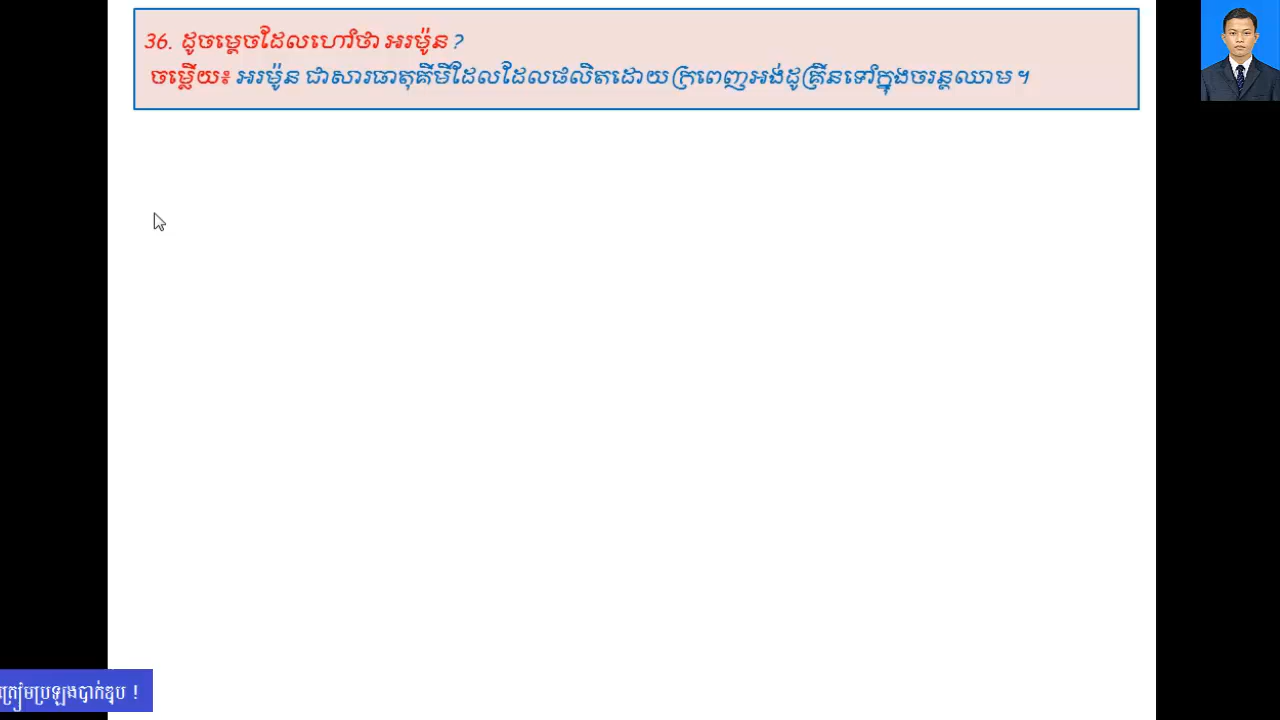 36. ដូចម្តេចដែលហៅថា អរម៉ូន ?
ចម្លើយ៖ អរម៉ូន ជាសារធាតុគីមីដែលដែលផលិតដោយក្រពេញអង់ដូគ្រីនទៅក្នុងចរន្តឈាម ។
ត្រៀមប្រឡងបាក់ឌុប !